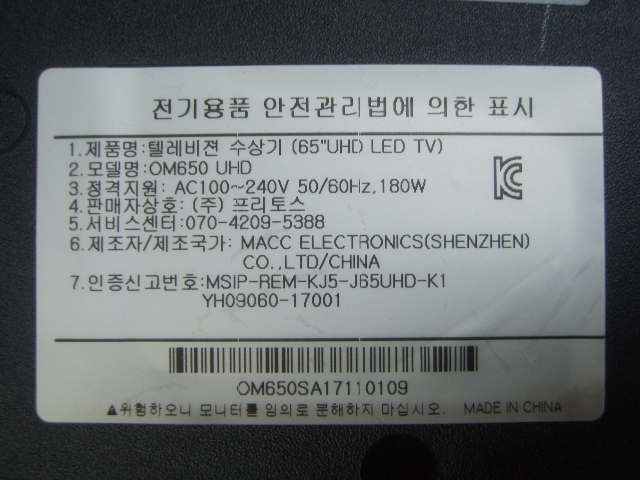 전기용품 안전관리법에 의한 표시
1.제품명:텔레비젼 수상기 (65"UHD LED TV)
2.모델명:OM650 UHD
3.정격지원: AC100~240V 50/60Hz,180W
4.판매자상호: (주) 프리토스
5.서비스센터:070-4209-5388
6.제조자/제조국가: MACC ELECTRONICS(SHENZHEN)
CO.,LTD/CHINA
7.인증신고번호:MSIP-REM-KJ5-J65UHD-K1
YH09060-17001
OM650SA17110109
▲위험하오니 모니터를 임의로 분해하지 마십시오. MADE IN CHINA